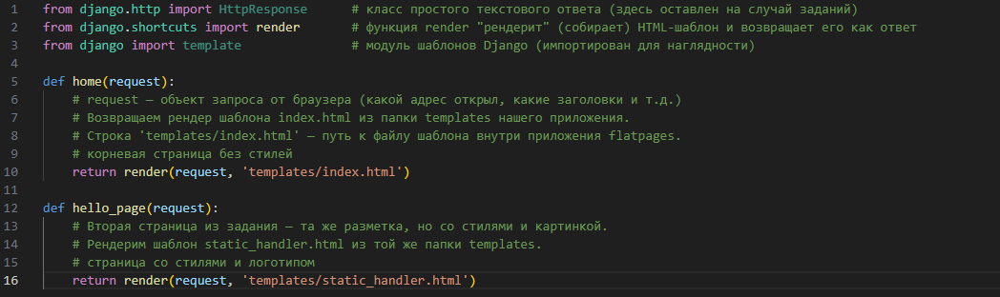 1 from django.http import HttpResponse      # класс простого текстового ответа (здесь оставлен на случай заданий)
2 from django.shortcuts import render       # функция render "рендерит" (собирает) HTML-шаблон и возвращает его как ответ
3 from django import template               # модуль шаблонов Django (импортирован для наглядности)
4
5 def home(request):
6     # request — объект запроса от браузера (какой адрес открыл, какие заголовки и т.д.)
7     # Возвращаем рендер шаблона index.html из папки templates нашего приложения.
8     # Строка 'templates/index.html' — путь к файлу шаблона внутри приложения flatpages.
9     # корневая страница без стилей
10     return render(request, 'templates/index.html')
11
12 def hello_page(request):
13     # Вторая страница из задания — та же разметка, но со стилями и картинкой.
14     # Рендерим шаблон static_handler.html из той же папки templates.
15     # страница со стилями и логотипом
16     return render(request, 'templates/static_handler.html')